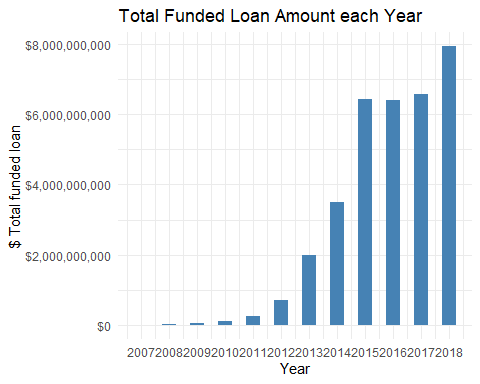 Total Funded Loan Amount each Year
$ Total funded loan
$8,000,000,000
$6,000,000,000
$4,000,000,000
$2,000,000,000
$0
2007 2008 2009 2010 2011 2012 2013 2014 2015 2016 2017 2018
Year